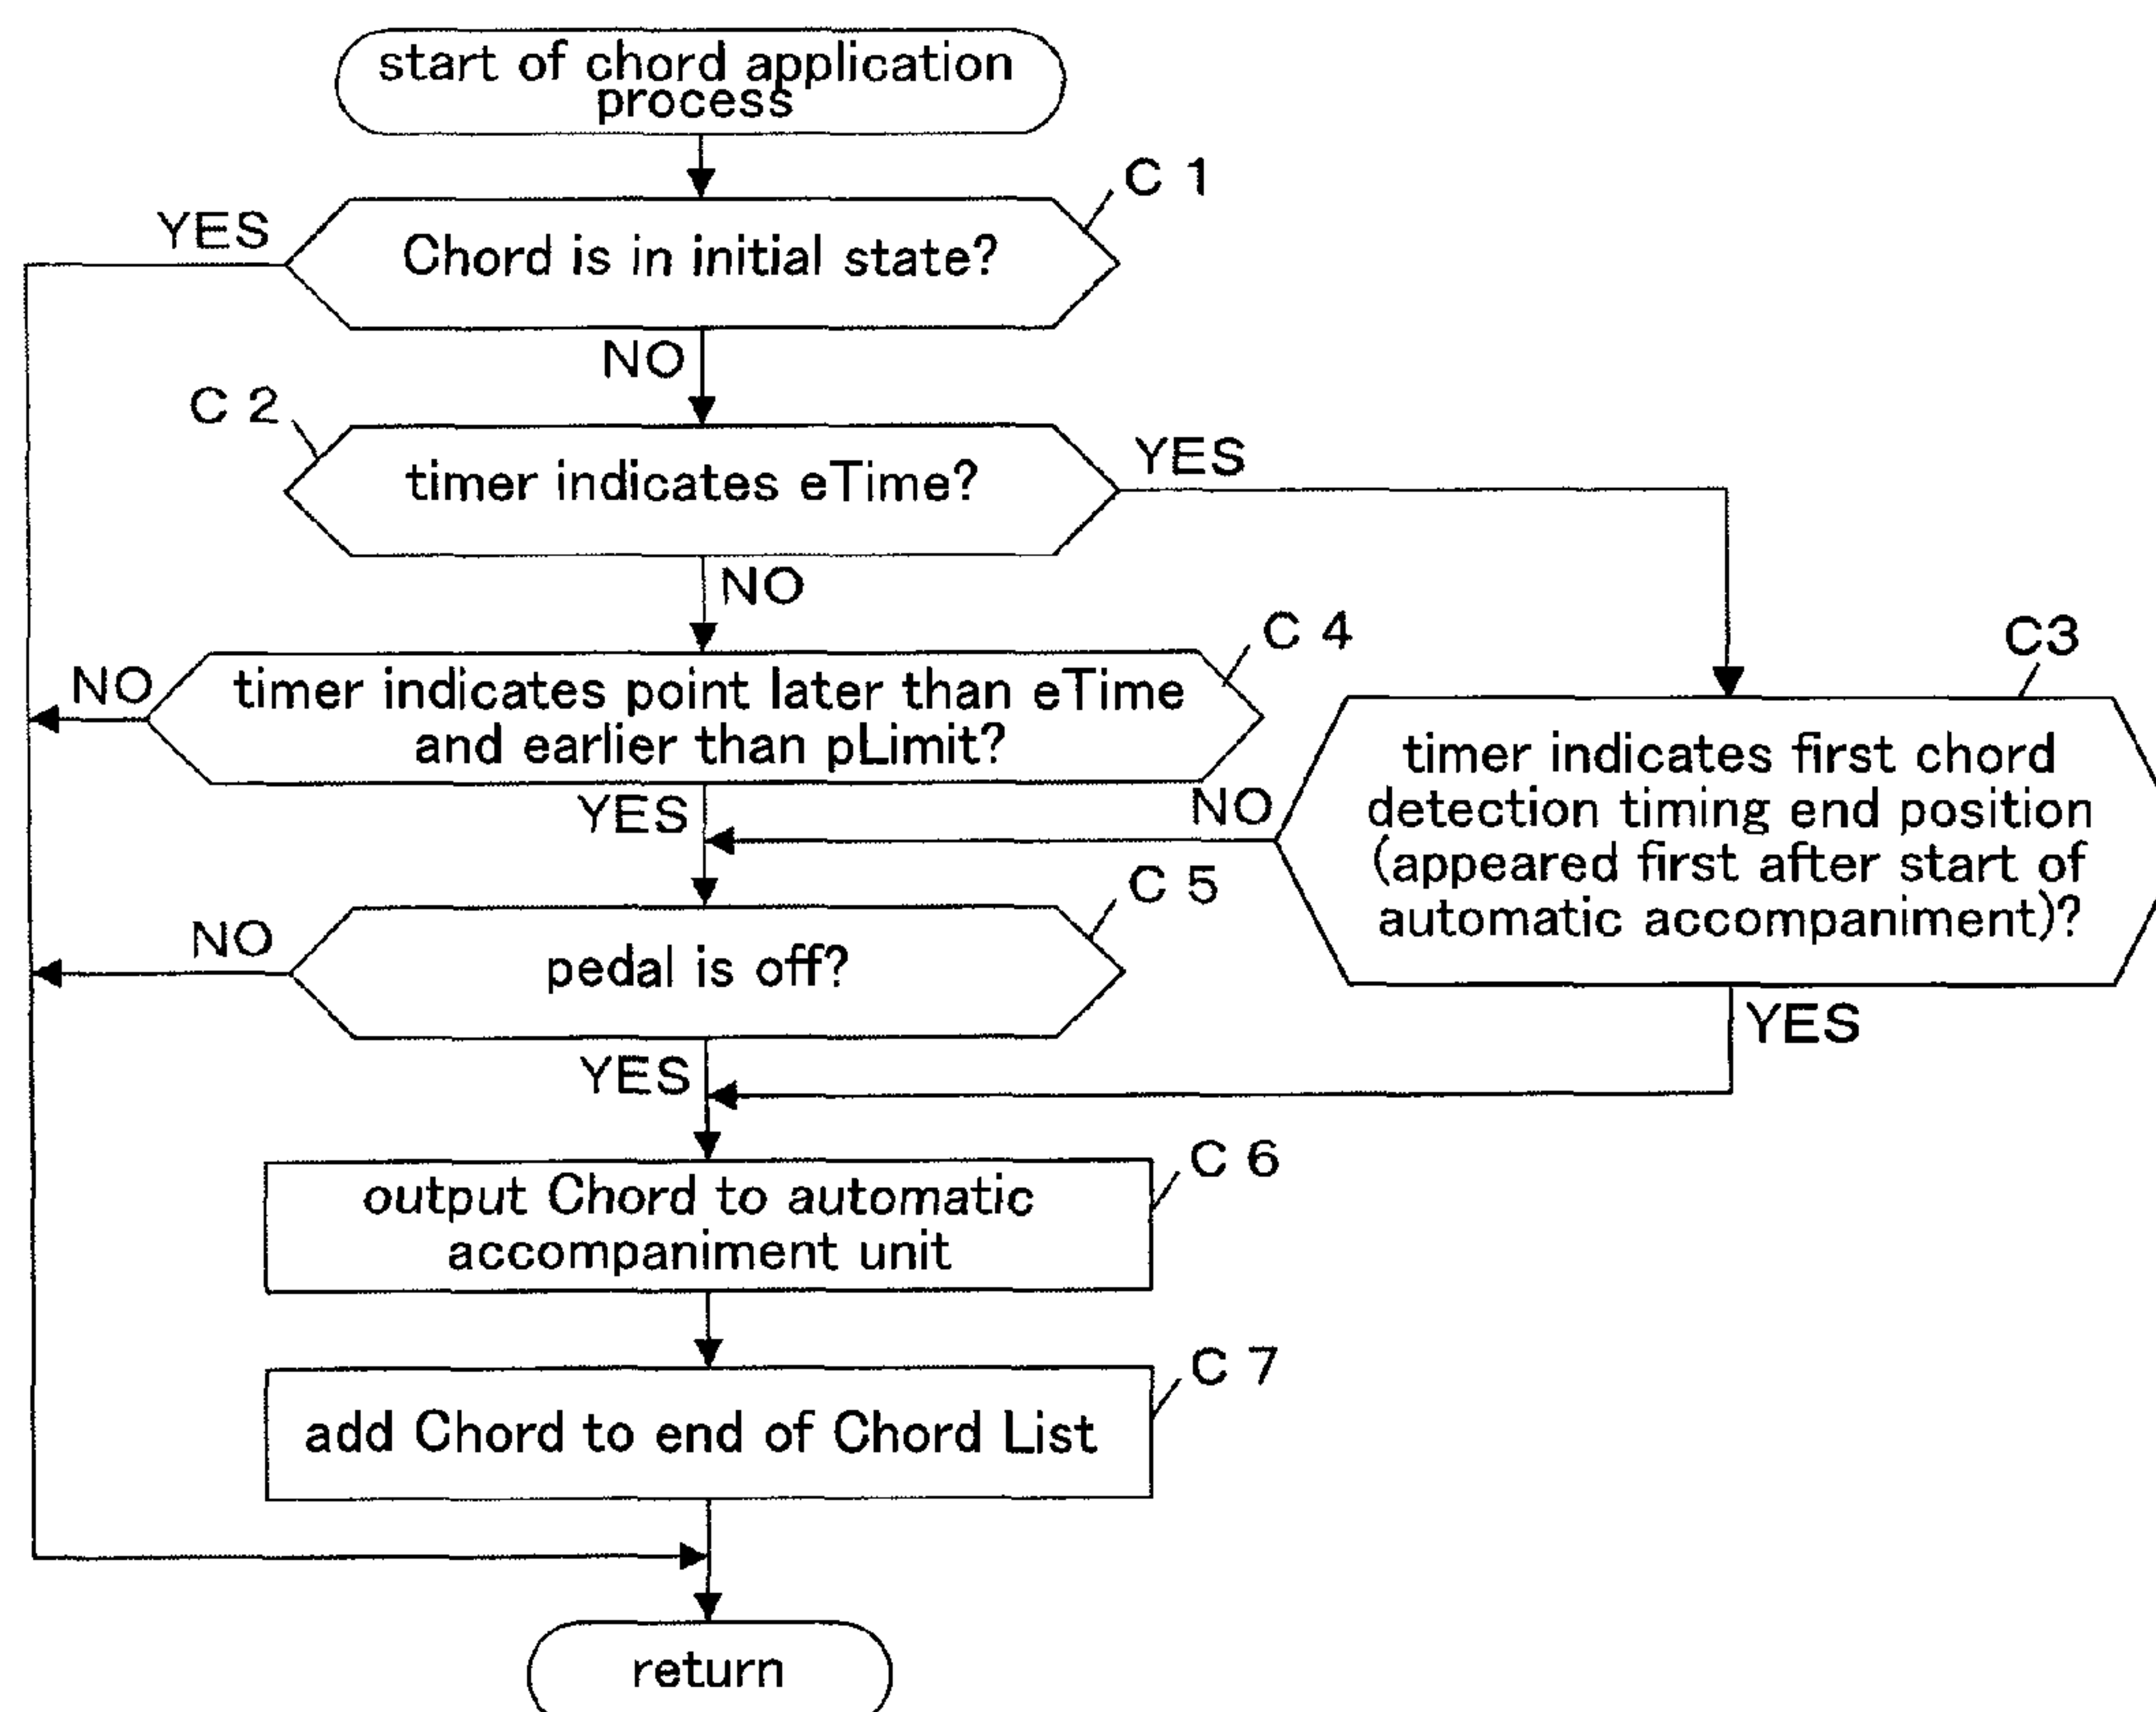 start of chord application
process
C 1
YES
Chord is in initial state?
NO
C 2
YES
timer indicates eTime?
NO
C 4
C3
NO
timer indicates point later than eTime
and earlier than pLimit?
timer indicates first chord
detection timing end position
(appeared first after start of
automatic accompaniment)?
YES
NO
C 5
NO
pedal is off?
YES
YES
C 6
output Chord to automatic
accompaniment unit
C 7
add Chord to end of Chord List
return